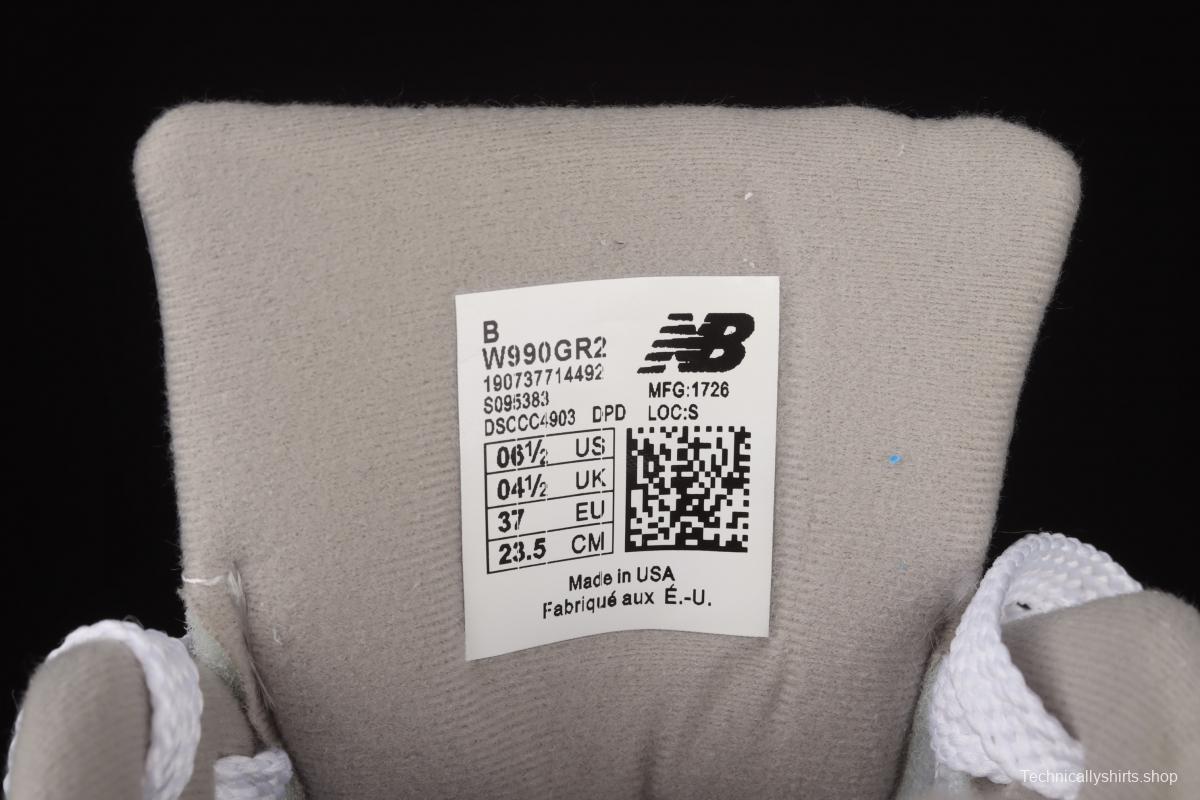 B
W990GR2
190737714492
S095383
DSCCC4903 DPD
NB
MFG:1726
LOC:S
06½ US
04½ UK
37 EU
23.5 CM
Made in USA
Fabriqué aux É.-U.
Technicallyshirts.shop